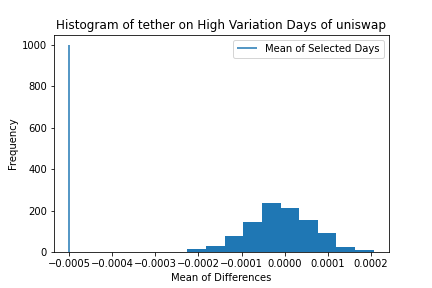 Histogram of tether on High Variation Days of uniswap
Mean of Selected Days
Frequency
1000
800
600
400
200
0
−0.0005 −0.0004 −0.0003 −0.0002 −0.0001 0.0000 0.0001 0.0002
Mean of Differences